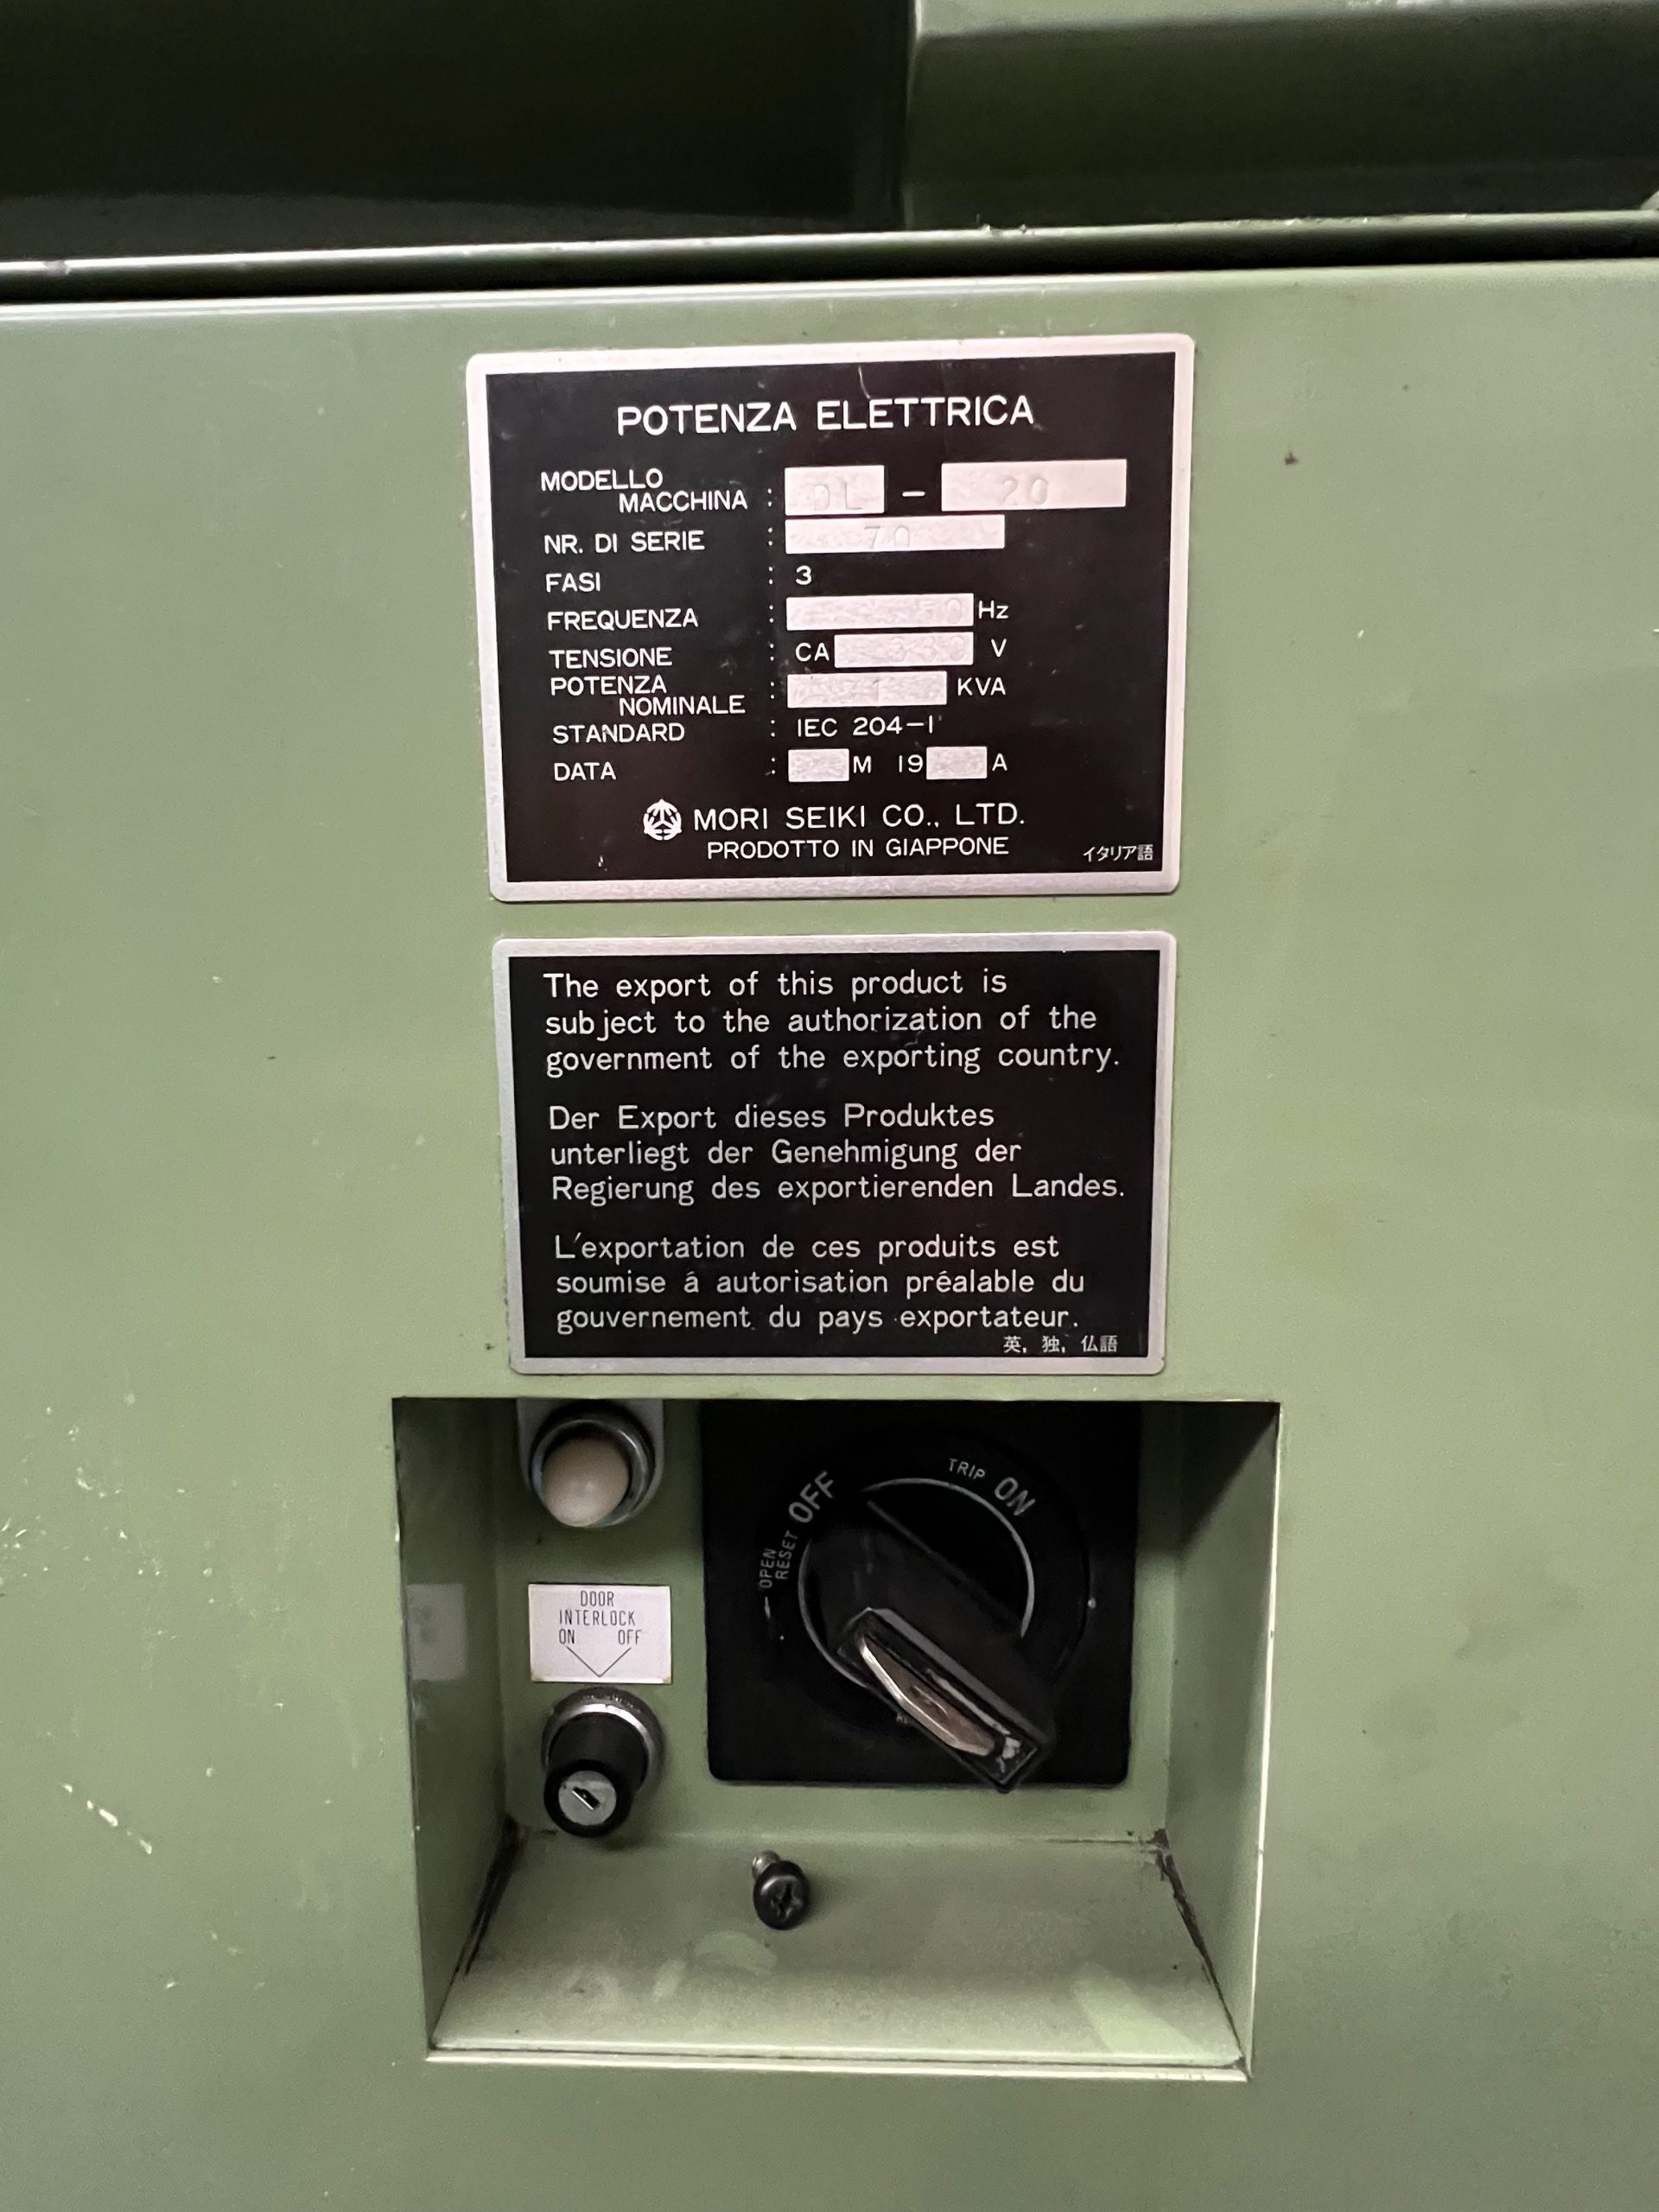 POTENZA ELETTRICA
MODELLO
MACCHINA : DL - 20
NR. DI SERIE : 70
FASI : 3
FREQUENZA : Hz
TENSIONE : CA V
POTENZA
NOMINALE : KVA
STANDARD : IEC 204-1
DATA : M 19 A
MORI SEIKI CO., LTD.
PRODOTTO IN GIAPPONE
イタリア語
The export of this product is
subject to the authorization of the
government of the exporting country.
Der Export dieses Produktes
unterliegt der Genehmigung der
Regierung des exportierenden Landes.
L'exportation de ces produits est
soumise á autorisation préalable du
gouvernement du pays exportateur.
英, 独, 仏語
TRIP ON
OFF
OPEN
RESET
DOOR
INTERLOCK
ON OFF